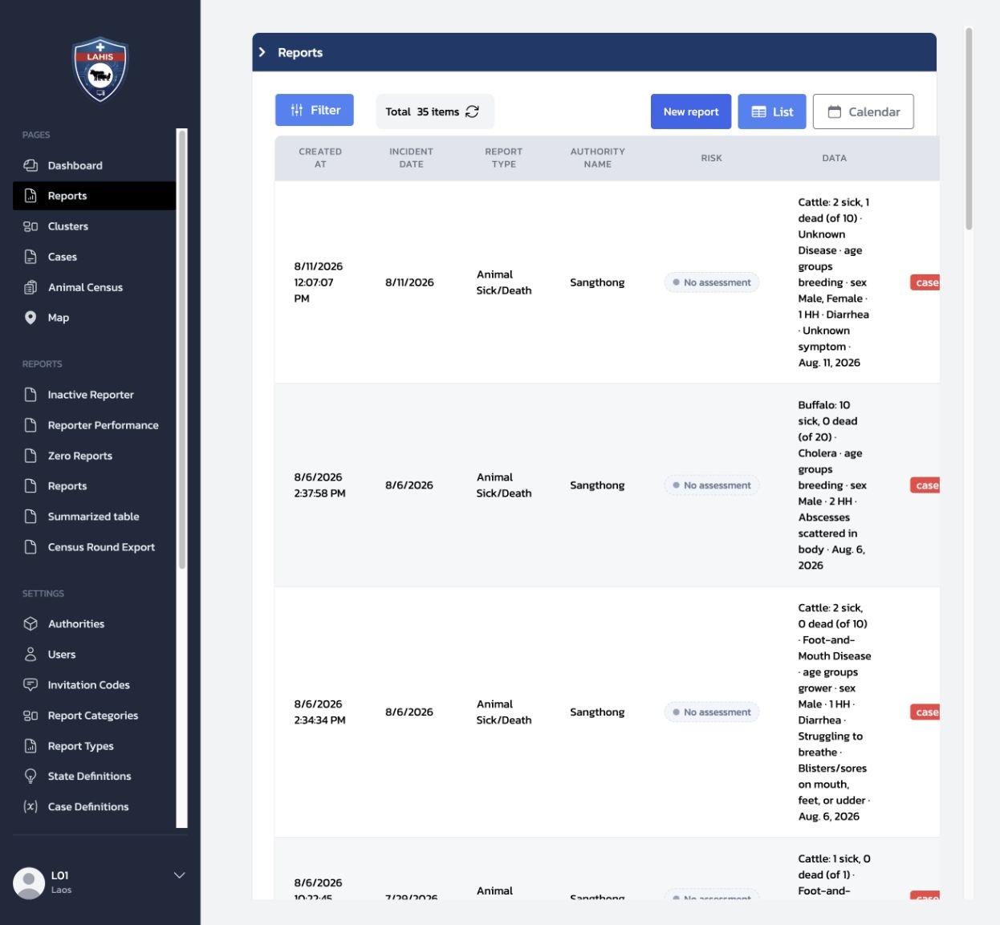 LAHIS
PAGES
Dashboard
Reports
Clusters
Cases
Animal Census
Map
REPORTS
Inactive Reporter
Reporter Performance
Zero Reports
Reports
Summarized table
Census Round Export
SETTINGS
Authorities
Users
Invitation Codes
Report Categories
Report Types
State Definitions
Case Definitions
L01
Laos
Reports
Filter
Total 35 items
New report
List
Calendar
CREATED
AT
INCIDENT
DATE
REPORT
TYPE
AUTHORITY
NAME
RISK
DATA
8/11/2026
12:07:07
PM
8/11/2026
Animal
Sick/Death
Sangthong
No assessment
Cattle: 2 sick, 1
dead (of 10) ·
Unknown
Disease · age
groups
breeding · sex
Male, Female ·
1 HH · Diarrhea
· Unknown
symptom ·
Aug. 11, 2026
case
8/6/2026
2:37:58 PM
8/6/2026
Animal
Sick/Death
Sangthong
No assessment
Buffalo: 10
sick, 0 dead
(of 20) ·
Cholera · age
groups
breeding · sex
Male · 2 HH ·
Abscesses
scattered in
body · Aug. 6,
2026
case
8/6/2026
2:34:34 PM
8/6/2026
Animal
Sick/Death
Sangthong
No assessment
Cattle: 2 sick,
0 dead (of 10)
· Foot-and-
Mouth Disease
· age groups
grower · sex
Male · 1 HH ·
Diarrhea ·
Struggling to
breathe ·
Blisters/sores
on mouth,
feet, or udder ·
Aug. 6, 2026
case
8/6/2026
10:22:45
7/29/2026
Animal
Sangthong
No assessment
Cattle: 1 sick, 0
dead (of 1) ·
Foot-and-
case